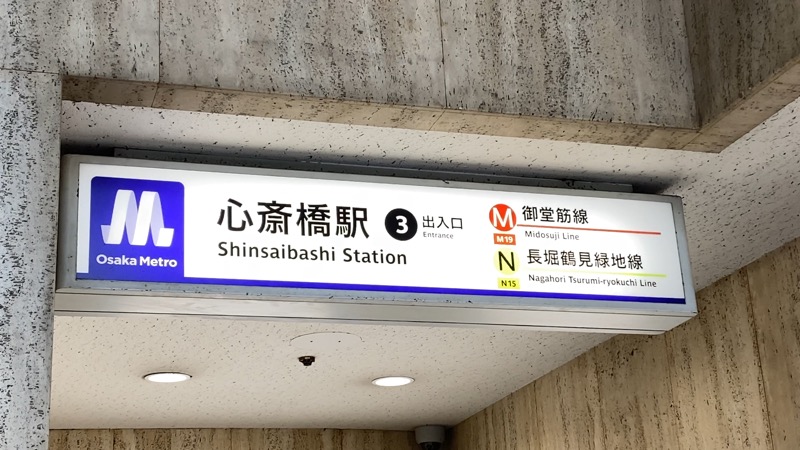 Osaka Metro
心斎橋駅
Shinsaibashi Station
3 出入口
Entrance
M 御堂筋線
M19 Midosuji Line
N 長堀鶴見緑地線
N15 Nagahori Tsurumi-ryokuchi Line